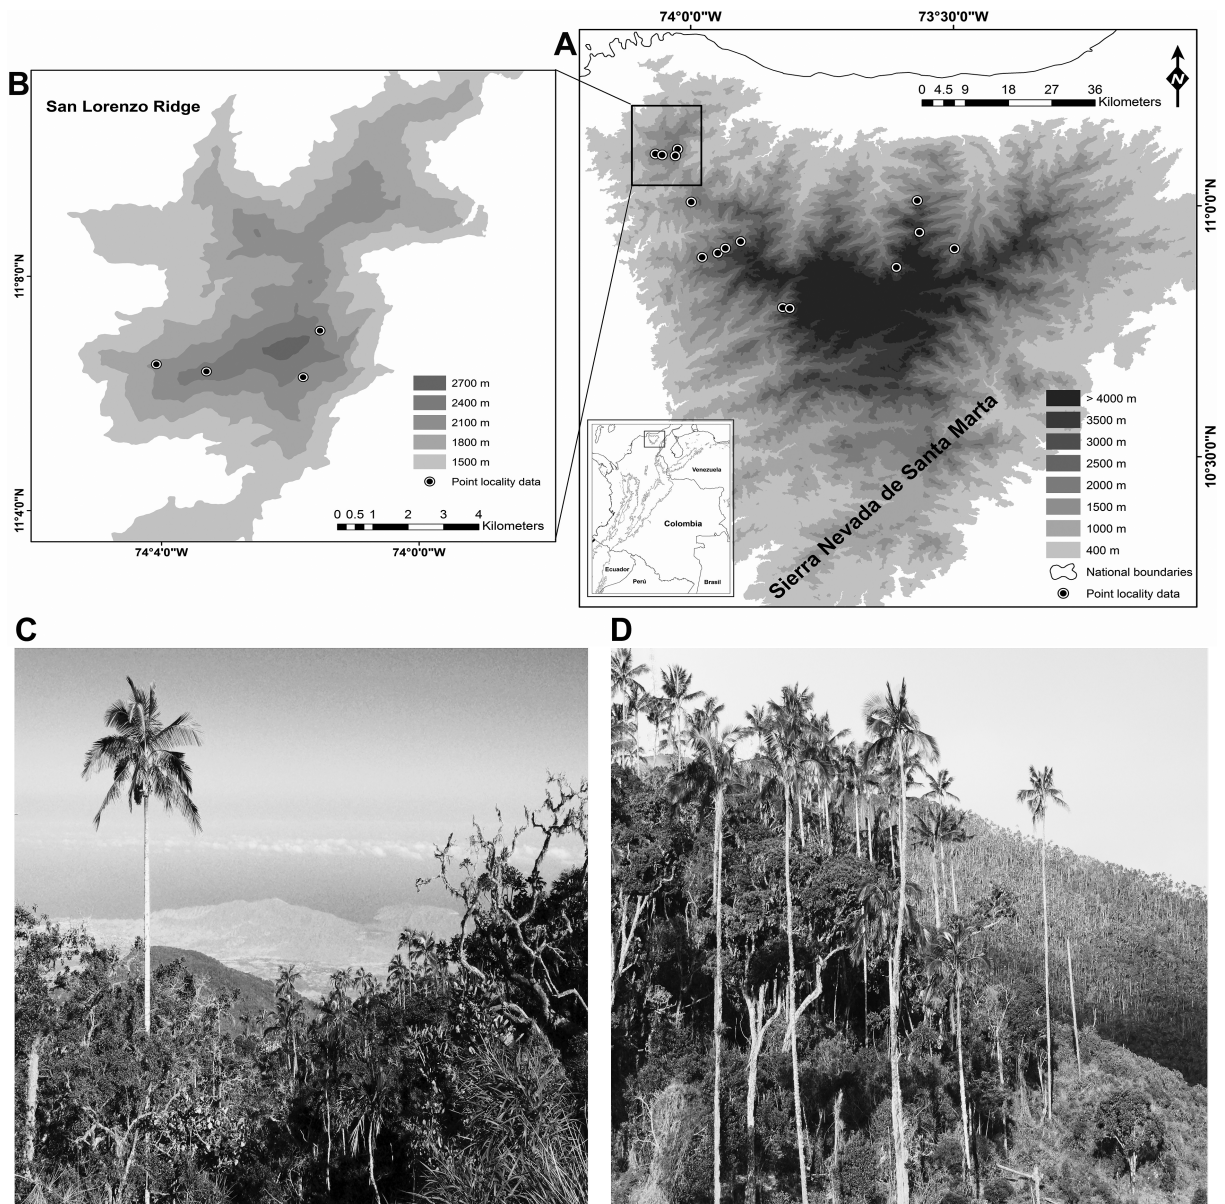 74°0'0"W
73°30'0"W
A
N
0 4.5 9 18 27 36
Kilometers
11°0'0"N
10°30'0"N
> 4000 m
3500 m
3000 m
2500 m
2000 m
1500 m
1000 m
400 m
National boundaries
Point locality data
Sierra Nevada de Santa Marta
Venezuela
Colombia
Ecuador
Perú
Brasil
B
San Lorenzo Ridge
11°8'0"N
11°4'0"N
2700 m
2400 m
2100 m
1800 m
1500 m
Point locality data
0 0.5 1 2 3 4
Kilometers
74°4'0"W
74°0'0"W
C
D